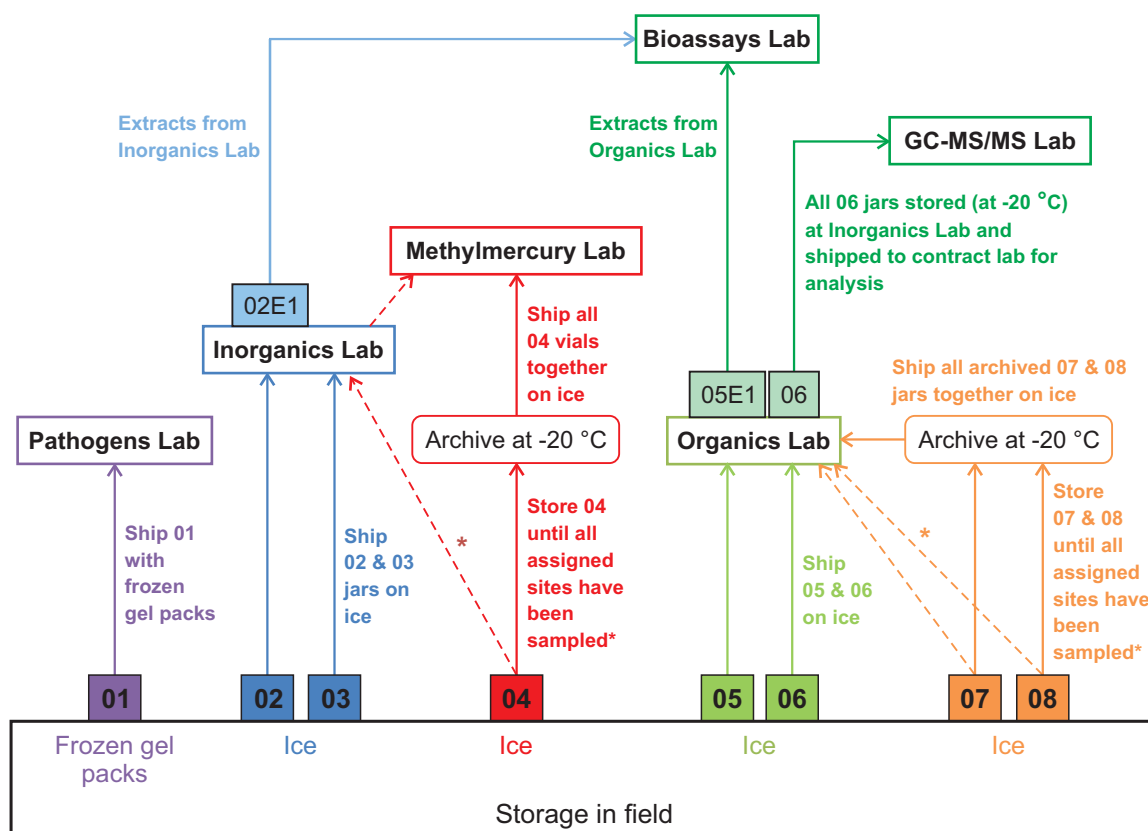 Bioassays Lab
Extracts from
Inorganics Lab
Extracts from
Organics Lab
GC-MS/MS Lab
All 06 jars stored (at -20 °C)
at Inorganics Lab and
shipped to contract lab for
analysis
Methylmercury Lab
02E1
Inorganics Lab
Ship all
04 vials
together
on ice
Ship all archived 07 & 08
jars together on ice
05E1
06
Pathogens Lab
Archive at -20 °C
Organics Lab
Archive at -20 °C
Ship 01
with
frozen
gel packs
Ship
02 & 03
jars on
ice
*
Store 04
until all
assigned
sites have
been
sampled*
Ship
05 & 06
on ice
*
Store
07 & 08
until all
assigned
sites have
been
sampled*
01
02
03
04
05
06
07
08
Frozen gel
packs
Ice
Ice
Ice
Ice
Storage in field